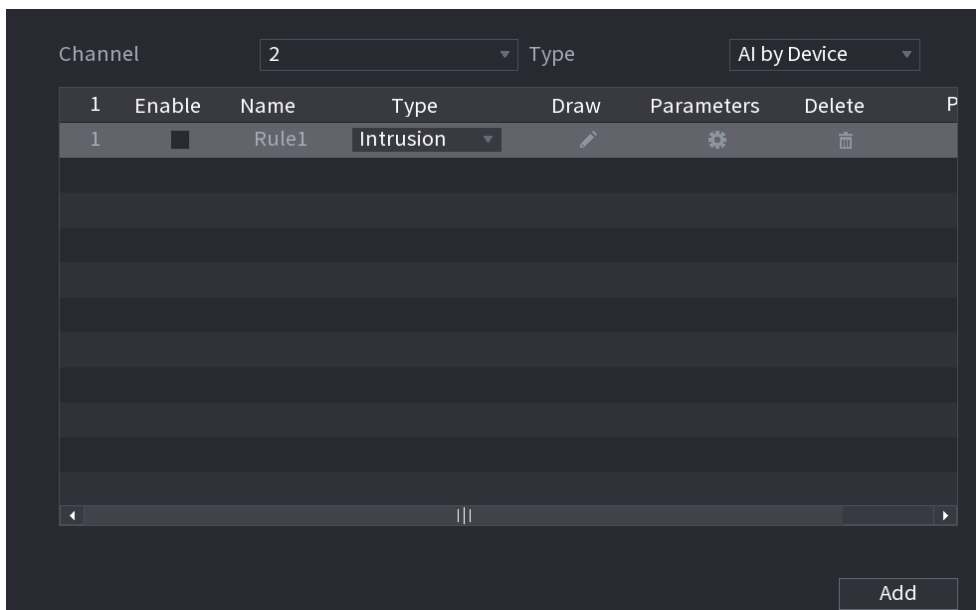 Channel 2 Type AI by Device
1 Enable Name Type Draw Parameters Delete P
1 Rule1 Intrusion
Add